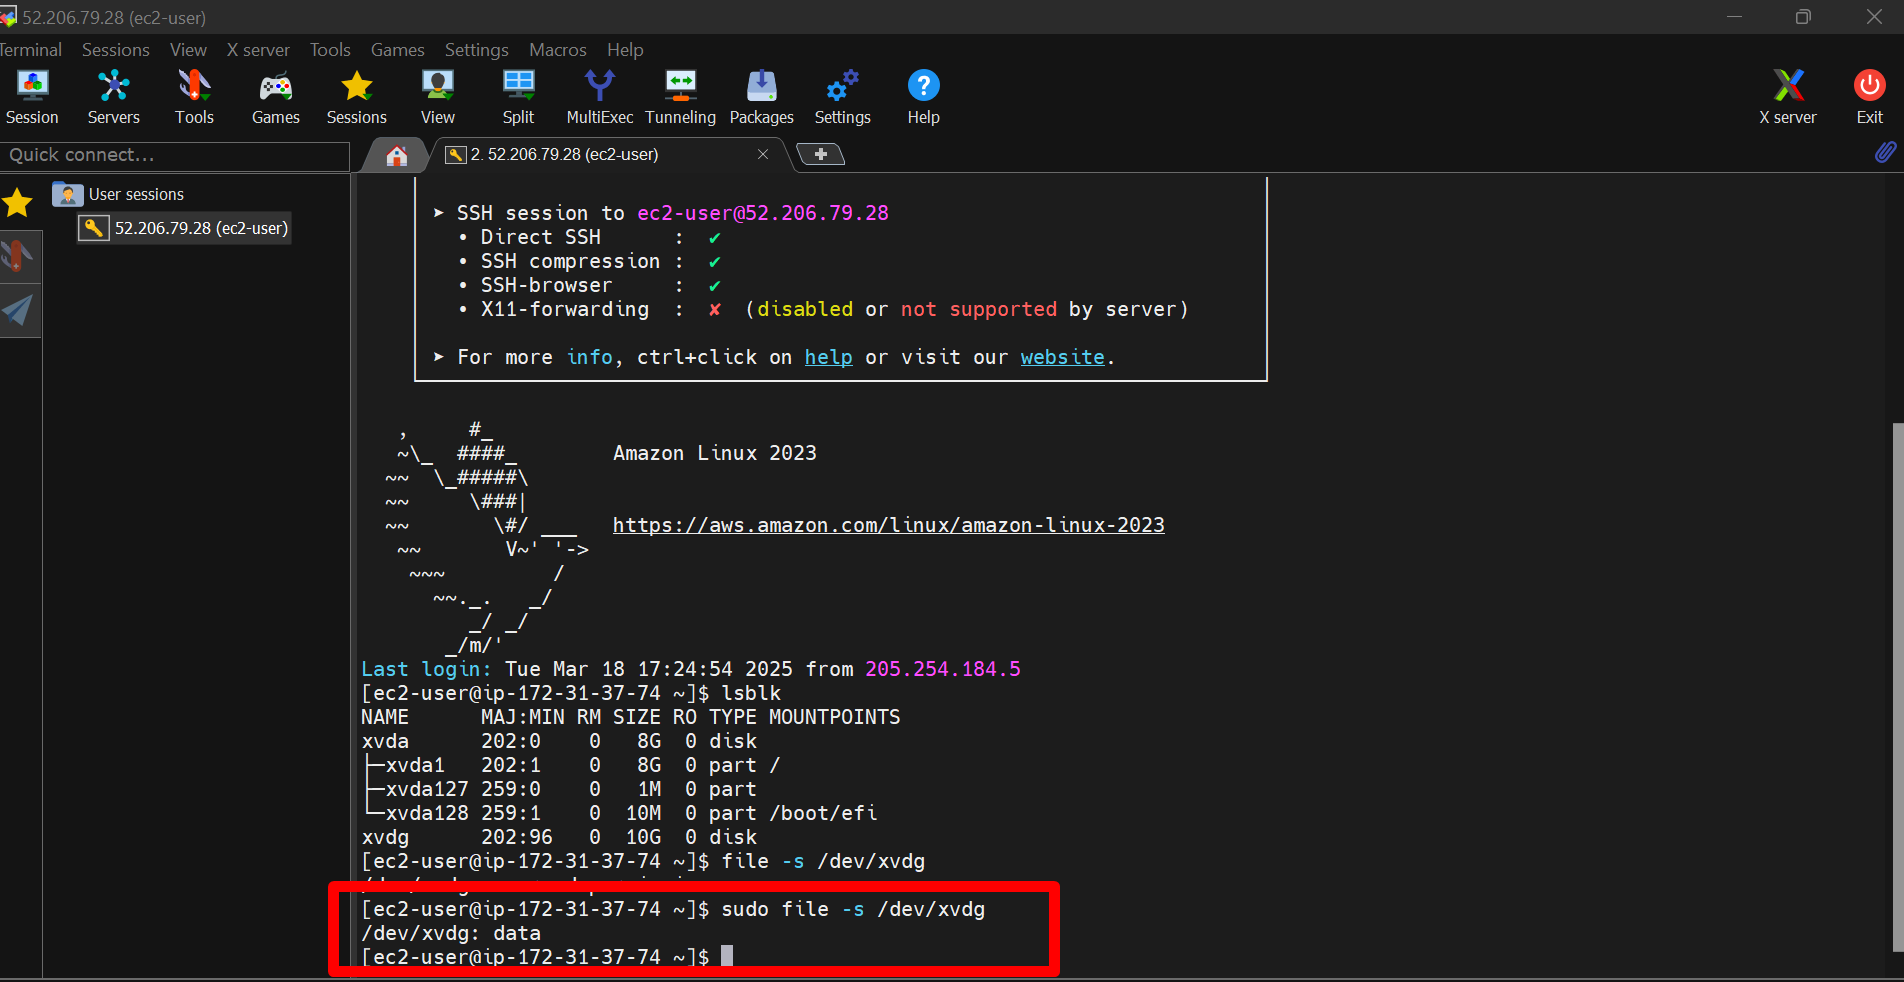 52.206.79.28 (ec2-user)
Terminal Sessions View X server Tools Games Settings Macros Help
Session Servers Tools Games Sessions View Split MultiExec Tunneling Packages Settings Help X server Exit
Quick connect...
2. 52.206.79.28 (ec2-user)
User sessions
52.206.79.28 (ec2-user)
➤ SSH session to ec2-user@52.206.79.28
• Direct SSH      :  ✔
• SSH compression :  ✔
• SSH-browser     :  ✔
• X11-forwarding  :  ✘  (disabled or not supported by server)
➤ For more info, ctrl+click on help or visit our website.
   ,     #_
   ~\_  ####_        Amazon Linux 2023
  ~~  \_#####\
  ~~     \###|
  ~~       \#/ ___   https://aws.amazon.com/linux/amazon-linux-2023
   ~~       V~' '->
    ~~~         /
      ~~._.   _/
         _/ _/
       _/m/'
Last login: Tue Mar 18 17:24:54 2025 from 205.254.184.5
[ec2-user@ip-172-31-37-74 ~]$ lsblk
NAME      MAJ:MIN RM SIZE RO TYPE MOUNTPOINTS
xvda      202:0    0   8G  0 disk
├─xvda1   202:1    0   8G  0 part /
├─xvda127 259:0    0   1M  0 part
└─xvda128 259:1    0  10M  0 part /boot/efi
xvdg      202:96   0  10G  0 disk
[ec2-user@ip-172-31-37-74 ~]$ file -s /dev/xvdg
[ec2-user@ip-172-31-37-74 ~]$ sudo file -s /dev/xvdg
/dev/xvdg: data
[ec2-user@ip-172-31-37-74 ~]$